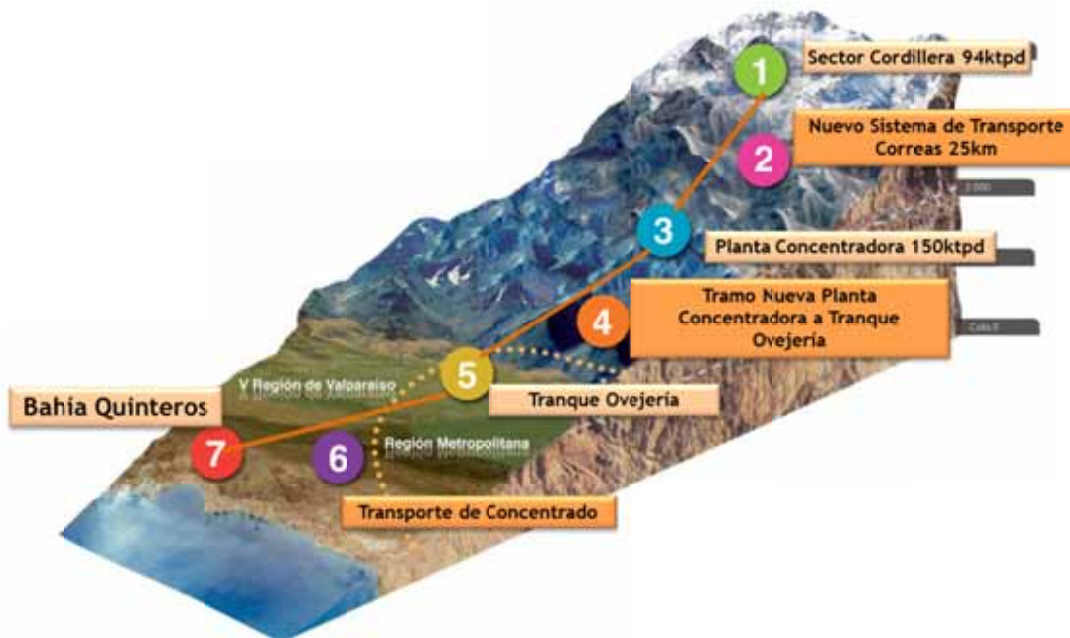 1
Sector Cordillera 94ktpd
Nuevo Sistema de Transporte
Correas 25km
2
3
Planta Concentradora 150ktpd
Tramo Nueva Planta
Concentradora a Tranque
Ovejería
4
5
V Región de Valparaiso
Tranque Ovejería
Bahía Quinteros
Región Metropolitana
7
6
Transporte de Concentrado